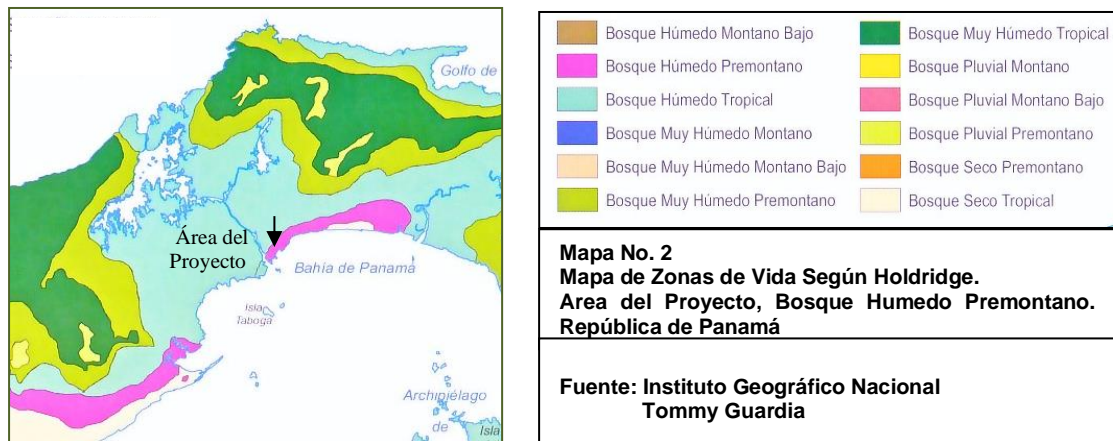 Golfo de
Área del
Proyecto
Bahía de Panamá
Isla
Taboga
Archipiélago
de
Isla
Bosque Húmedo Montano Bajo
Bosque Húmedo Premontano
Bosque Húmedo Tropical
Bosque Muy Húmedo Montano
Bosque Muy Húmedo Montano Bajo
Bosque Muy Húmedo Premontano
Bosque Muy Húmedo Tropical
Bosque Pluvial Montano
Bosque Pluvial Montano Bajo
Bosque Pluvial Premontano
Bosque Seco Premontano
Bosque Seco Tropical
Mapa No. 2
Mapa de Zonas de Vida Según Holdridge.
Area del Proyecto, Bosque Humedo Premontano.
República de Panamá
Fuente: Instituto Geográfico Nacional
Tommy Guardia